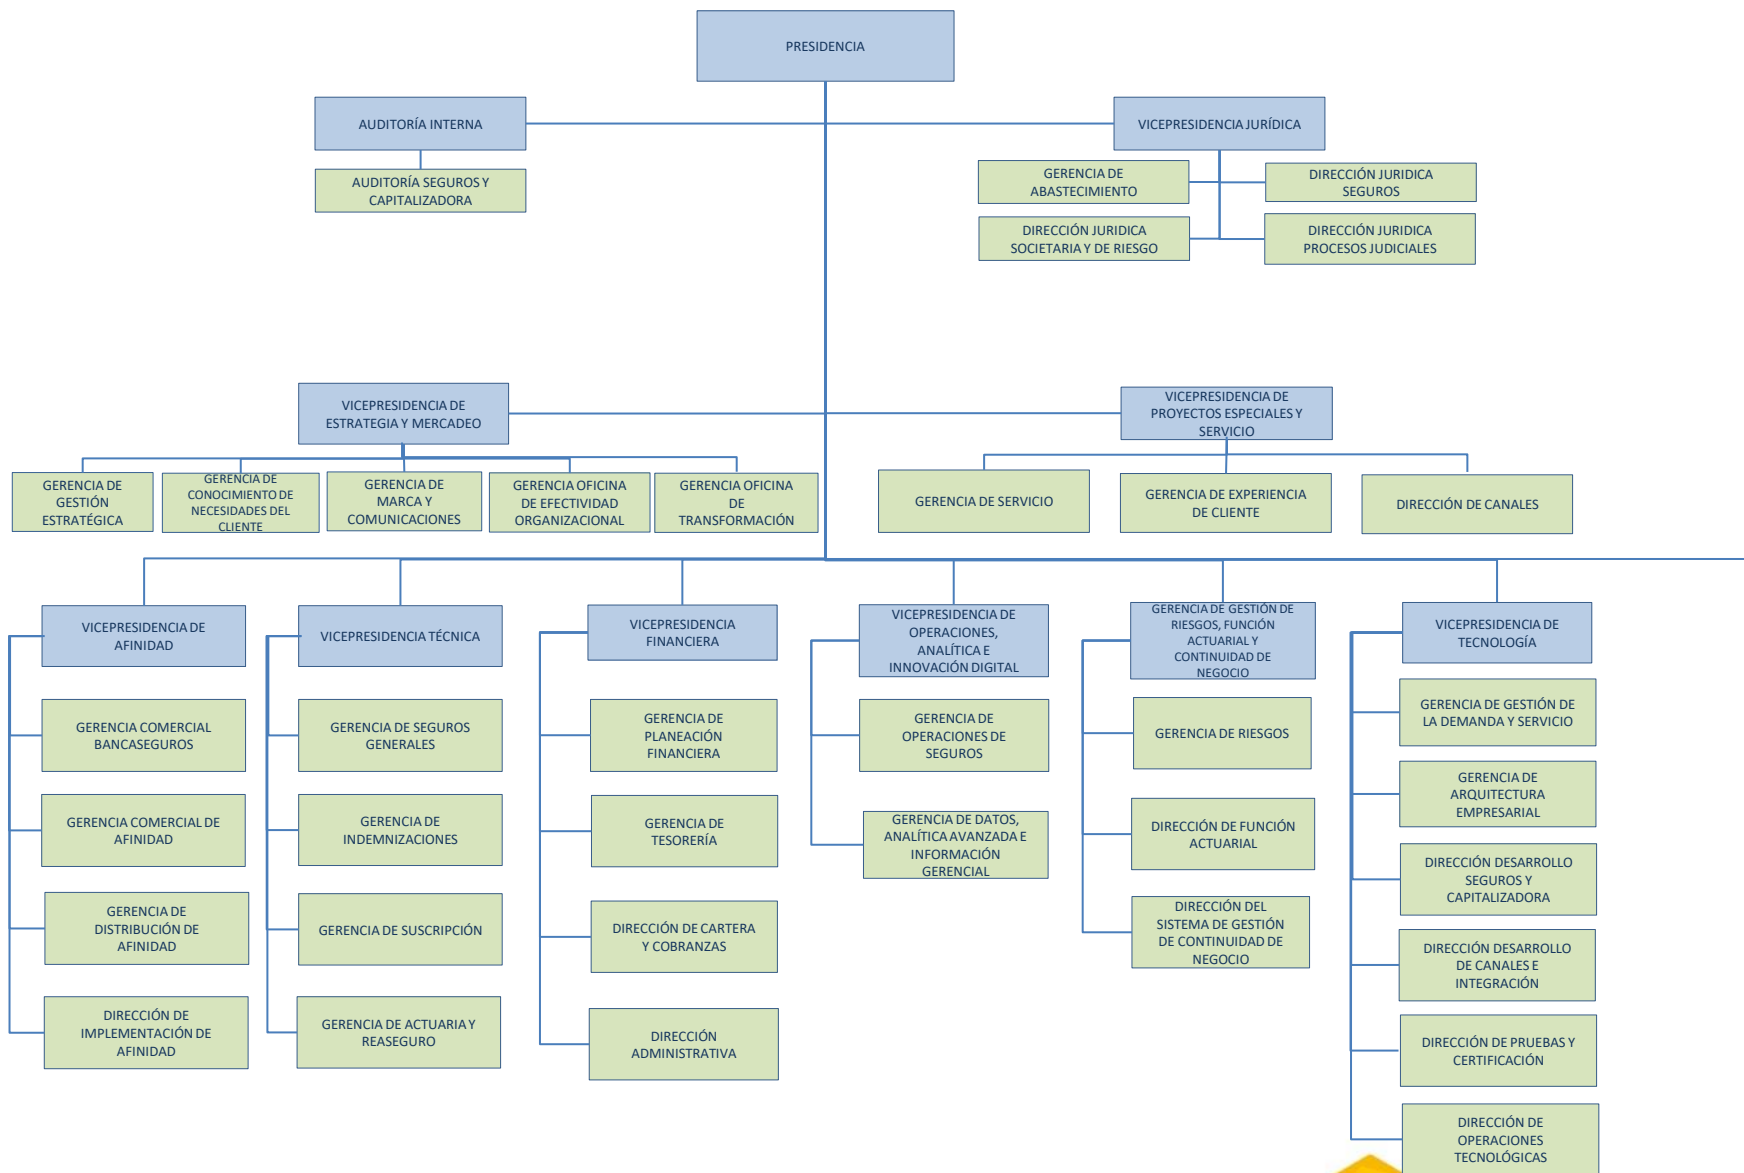 PRESIDENCIA
AUDITORÍA INTERNA
VICEPRESIDENCIA JURÍDICA
AUDITORÍA SEGUROS Y
CAPITALIZADORA
GERENCIA DE
ABASTECIMIENTO
DIRECCIÓN JURIDICA
SEGUROS
DIRECCIÓN JURIDICA
SOCIETARIA Y DE RIESGO
DIRECCIÓN JURIDICA
PROCESOS JUDICIALES
VICEPRESIDENCIA DE
ESTRATEGIA Y MERCADEO
VICEPRESIDENCIA DE
PROYECTOS ESPECIALES Y
SERVICIO
GERENCIA DE
GESTIÓN
ESTRATÉGICA
GERENCIA DE
CONOCIMIENTO DE
NECESIDADES DEL
CLIENTE
GERENCIA DE
MARCA Y
COMUNICACIONES
GERENCIA OFICINA
DE EFECTIVIDAD
ORGANIZACIONAL
GERENCIA OFICINA
DE
TRANSFORMACIÓN
GERENCIA DE SERVICIO
GERENCIA DE EXPERIENCIA
DE CLIENTE
DIRECCIÓN DE CANALES
VICEPRESIDENCIA DE
AFINIDAD
GERENCIA COMERCIAL
BANCASEGUROS
GERENCIA COMERCIAL DE
AFINIDAD
GERENCIA DE
DISTRIBUCIÓN DE
AFINIDAD
DIRECCIÓN DE
IMPLEMENTACIÓN DE
AFINIDAD
VICEPRESIDENCIA TÉCNICA
GERENCIA DE SEGUROS
GENERALES
GERENCIA DE
INDEMNIZACIONES
GERENCIA DE SUSCRIPCIÓN
GERENCIA DE ACTUARIA Y
REASEGURO
VICEPRESIDENCIA
FINANCIERA
GERENCIA DE
PLANEACIÓN
FINANCIERA
GERENCIA DE
TESORERÍA
DIRECCIÓN DE CARTERA
Y COBRANZAS
DIRECCIÓN
ADMINISTRATIVA
VICEPRESIDENCIA DE
OPERACIONES,
ANALÍTICA E
INNOVACIÓN DIGITAL
GERENCIA DE
OPERACIONES DE
SEGUROS
GERENCIA DE DATOS,
ANALÍTICA AVANZADA E
INFORMACIÓN
GERENCIAL
GERENCIA DE GESTIÓN DE
RIESGOS, FUNCIÓN
ACTUARIAL Y
CONTINUIDAD DE
NEGOCIO
GERENCIA DE RIESGOS
DIRECCIÓN DE FUNCIÓN
ACTUARIAL
DIRECCIÓN DEL
SISTEMA DE GESTIÓN
DE CONTINUIDAD DE
NEGOCIO
VICEPRESIDENCIA DE
TECNOLOGÍA
GERENCIA DE GESTIÓN DE
LA DEMANDA Y SERVICIO
GERENCIA DE
ARQUITECTURA
EMPRESARIAL
DIRECCIÓN DESARROLLO
SEGUROS Y
CAPITALIZADORA
DIRECCIÓN DESARROLLO
DE CANALES E
INTEGRACIÓN
DIRECCIÓN DE PRUEBAS Y
CERTIFICACIÓN
DIRECCIÓN DE
OPERACIONES
TECNOLÓGICAS